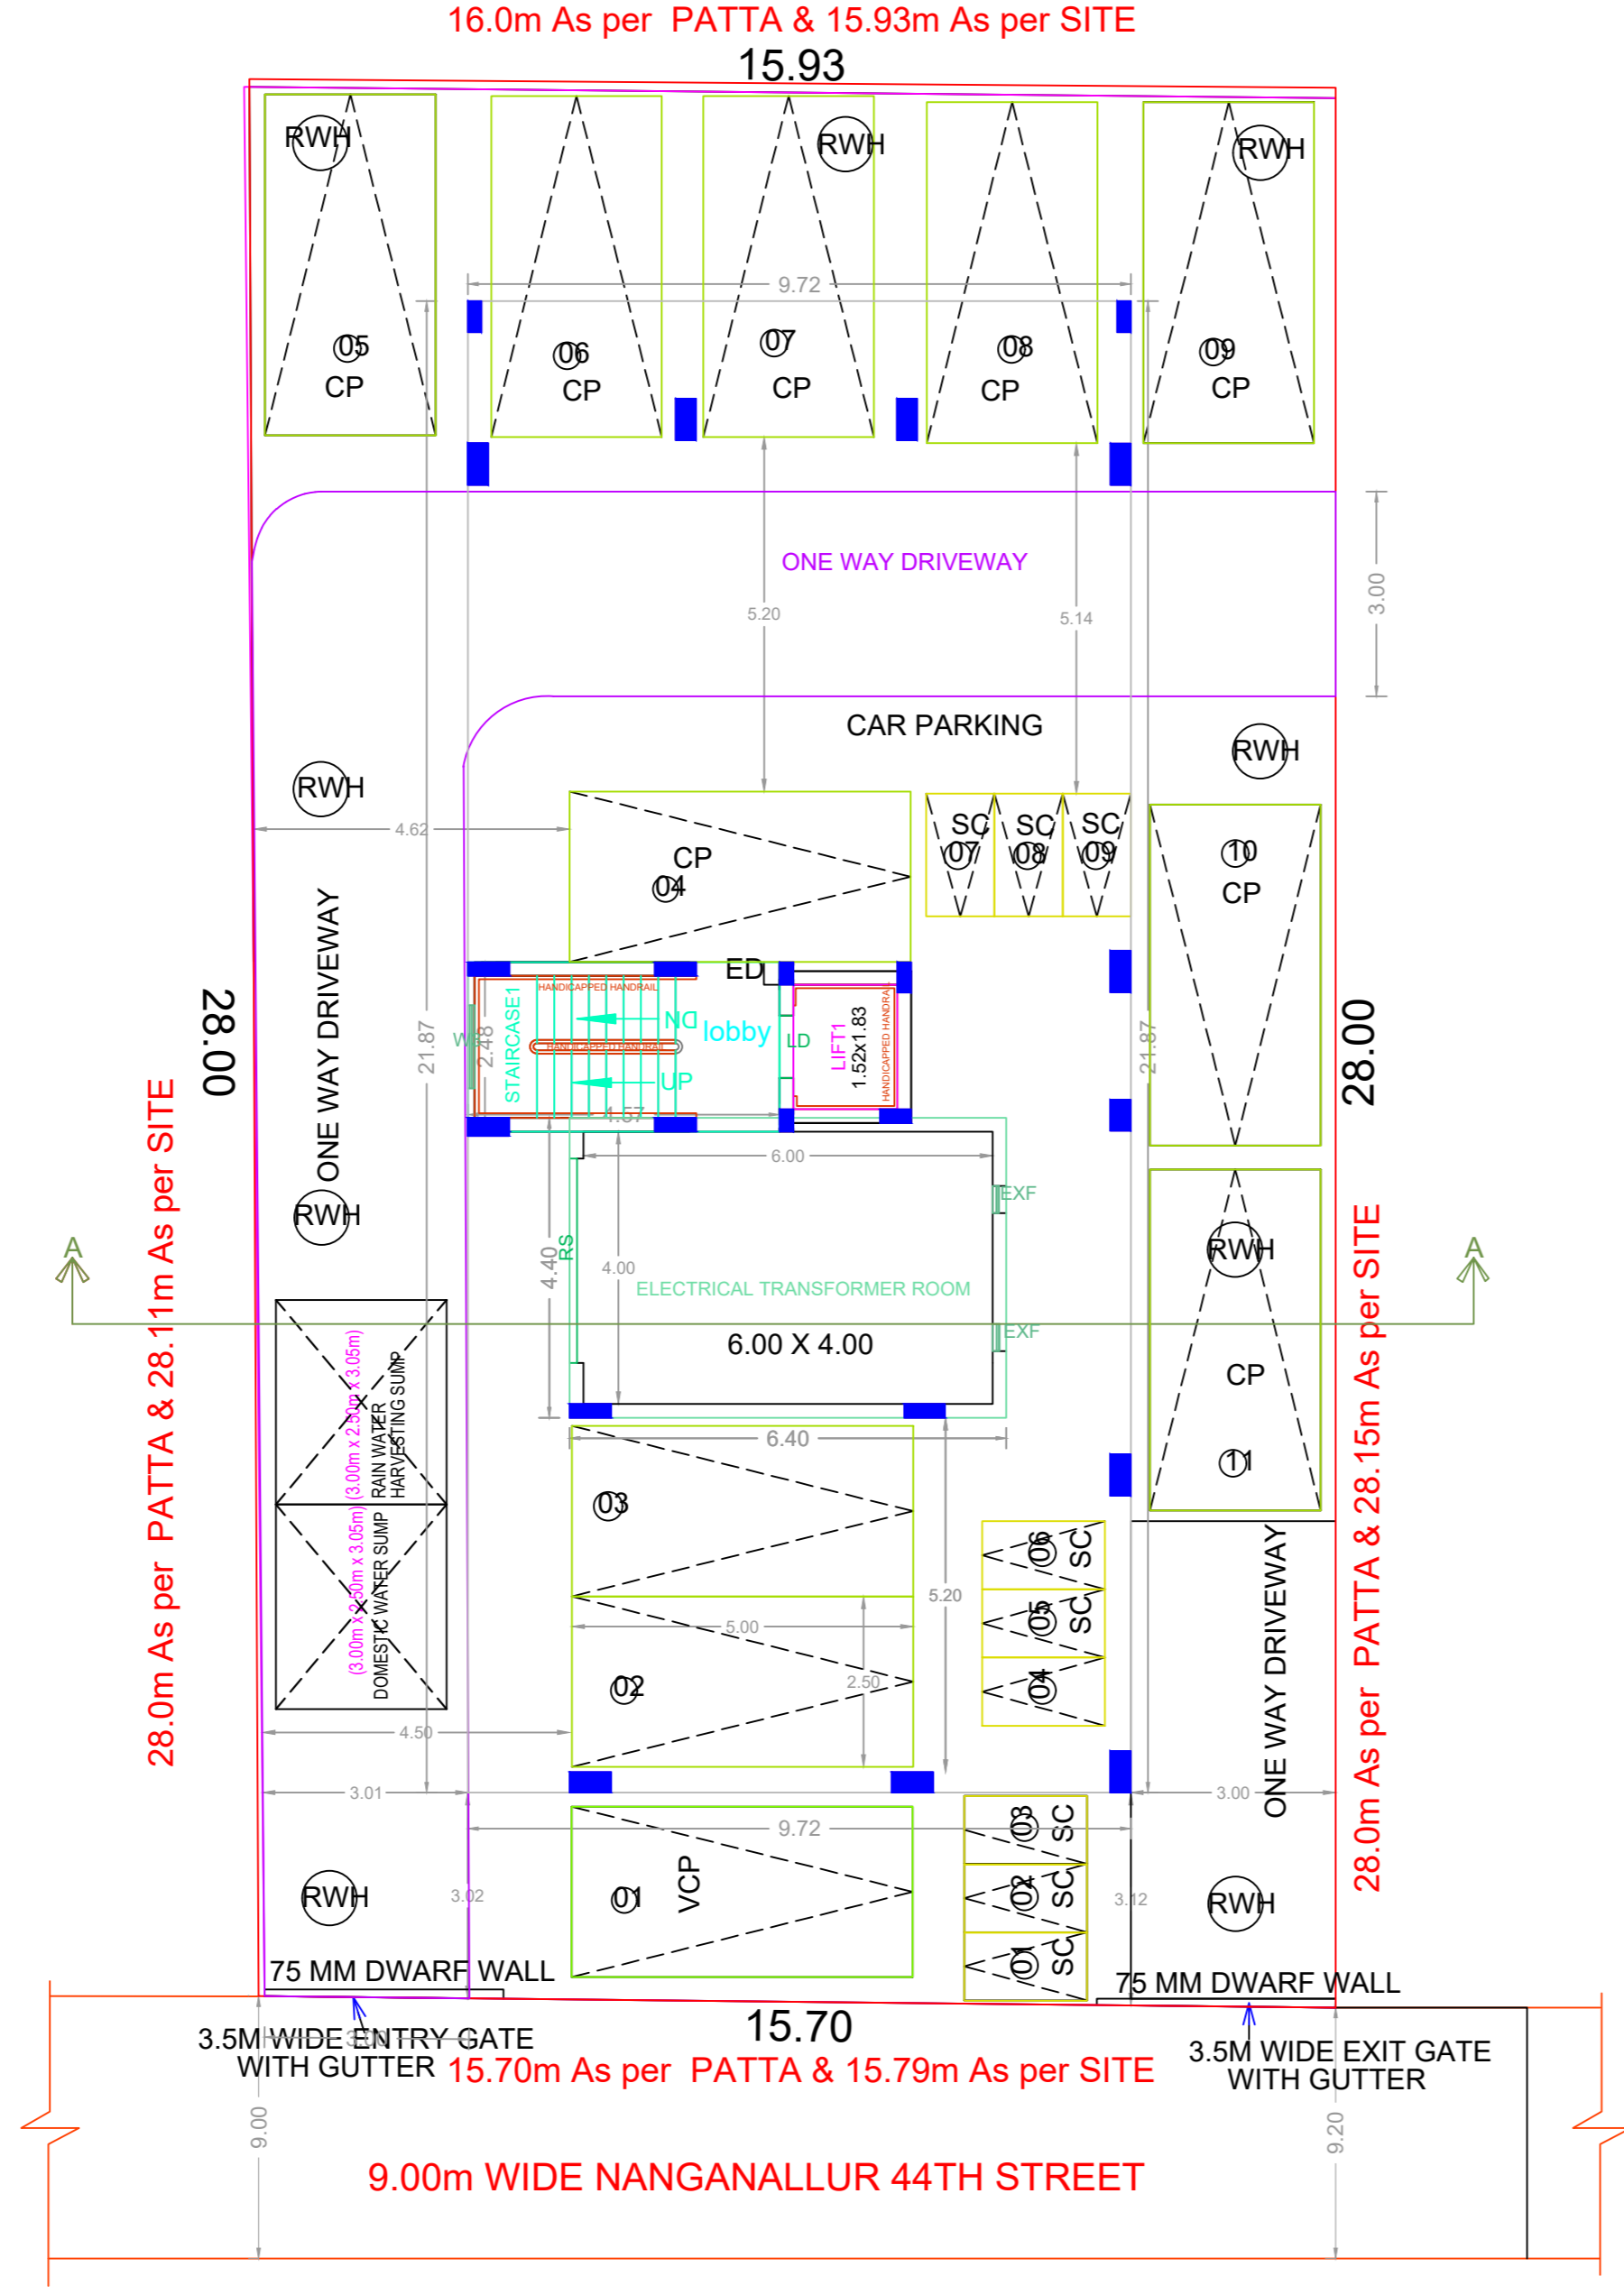 16.0m As per PATTA & 15.93m As per SITE
15.93
RWH
RWH
RWH
9.72
05
CP
06
CP
07
CP
08
CP
09
CP
ONE WAY DRIVEWAY
5.20
5.14
3.00
CAR PARKING
RWH
RWH
4.62
CP
04
SC
07
SC
08
SC
09
10
CP
ONE WAY DRIVEWAY
28.00
21.87
2.48
STAIRCASE1
HANDICAPPED HANDRAIL
HANDICAPPED HANDRAIL
DN
UP
lobby
ED
LD
LIFT1
1.52x1.83
HANDICAPPED HANDRAIL
21.87
28.00
4.57
6.00
EXF
RWH
RWH
RS
4.40
4.00
ELECTRICAL TRANSFORMER ROOM
6.00 X 4.00
EXF
A
A
28.0m As per PATTA & 28.11m As per SITE
28.0m As per PATTA & 28.15m As per SITE
CP
11
(3.00m x 2.50m x 3.05m)
RAIN WATER
HARVESTING SUMP
6.40
03
(3.00m x 2.50m x 3.05m)
DOMESTIC WATER SUMP
5.00
5.20
02
2.50
06
SC
05
SC
04
ONE WAY DRIVEWAY
4.50
3.01
3.00
9.72
03
SC
VCP
01
02
SC
01
SC
3.02
3.12
RWH
RWH
75 MM DWARF WALL
75 MM DWARF WALL
15.70
3.00
3.5M WIDE ENTRY GATE
WITH GUTTER
3.5M WIDE EXIT GATE
WITH GUTTER
15.70m As per PATTA & 15.79m As per SITE
9.00
9.20
9.00m WIDE NANGANALLUR 44TH STREET